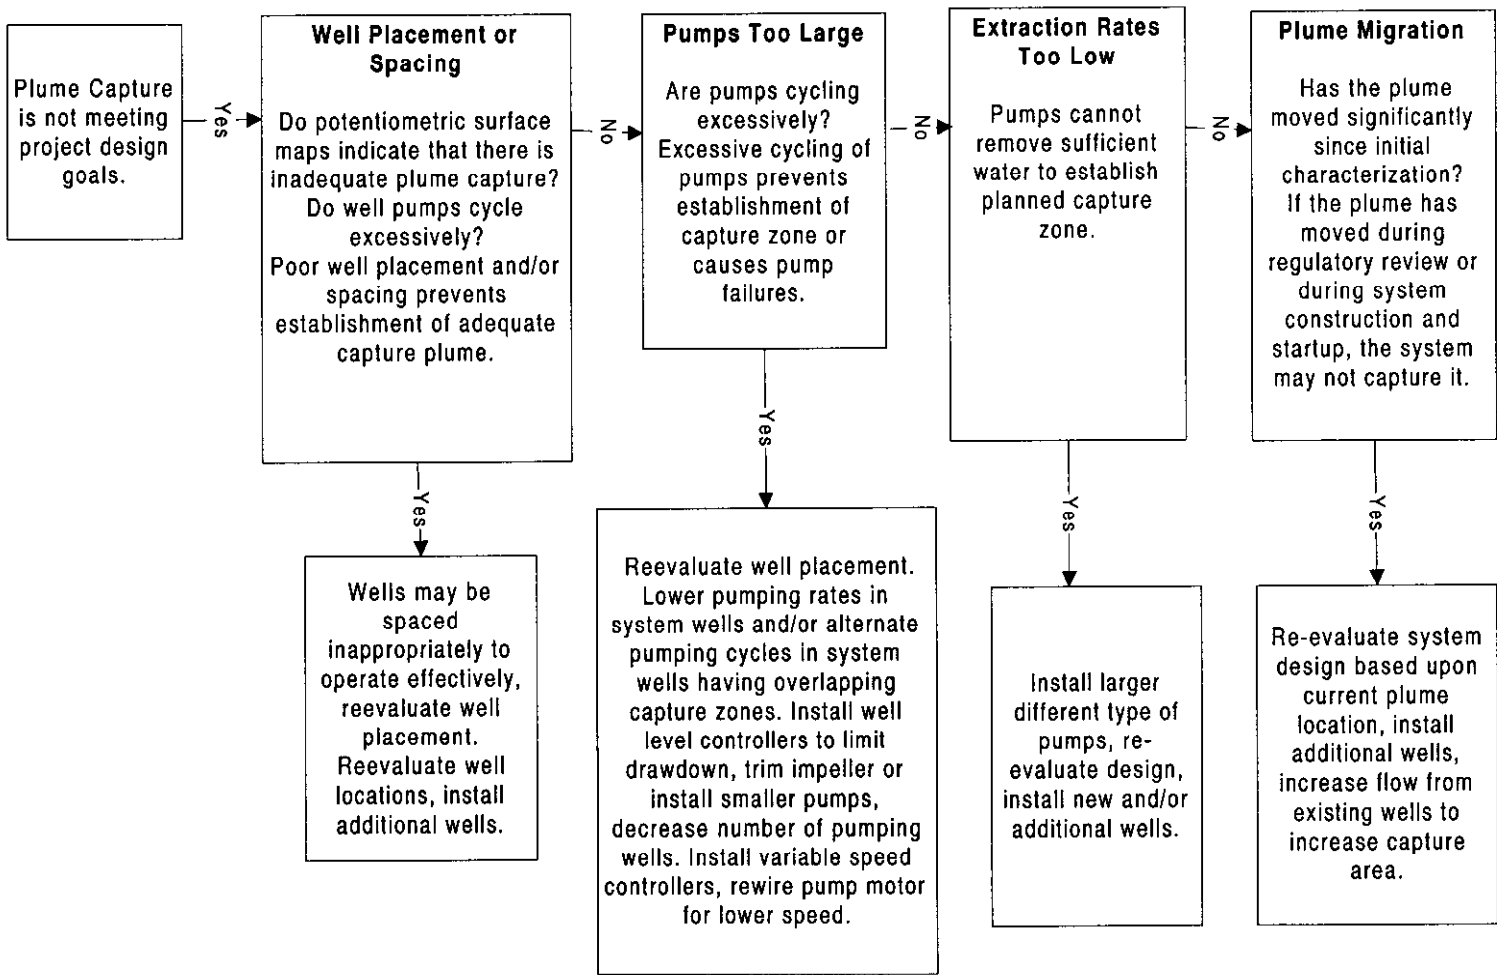 Plume Capture
is not meeting
project design
goals.
Yes
Well Placement or
Spacing
Do potentiometric surface
maps indicate that there is
inadequate plume capture?
Do well pumps cycle
excessively?
Poor well placement and/or
spacing prevents
establishment of adequate
capture plume.
No
Pumps Too Large
Are pumps cycling
excessively?
Excessive cycling of
pumps prevents
establishment of
capture zone or
causes pump
failures.
No
Extraction Rates
Too Low
Pumps cannot
remove sufficient
water to establish
planned capture
zone.
No
Plume Migration
Has the plume
moved significantly
since initial
characterization?
If the plume has
moved during
regulatory review or
during system
construction and
startup, the system
may not capture it.
Yes
Wells may be
spaced
inappropriately to
operate effectively,
reevaluate well
placement.
Reevaluate well
locations, install
additional wells.
Yes
Reevaluate well placement.
Lower pumping rates in
system wells and/or alternate
pumping cycles in system
wells having overlapping
capture zones. Install well
level controllers to limit
drawdown, trim impeller or
install smaller pumps,
decrease number of pumping
wells. Install variable speed
controllers, rewire pump motor
for lower speed.
Yes
Install larger
different type of
pumps, re-
evaluate design,
install new and/or
additional wells.
Yes
Re-evaluate system
design based upon
current plume
location, install
additional wells,
increase flow from
existing wells to
increase capture
area.